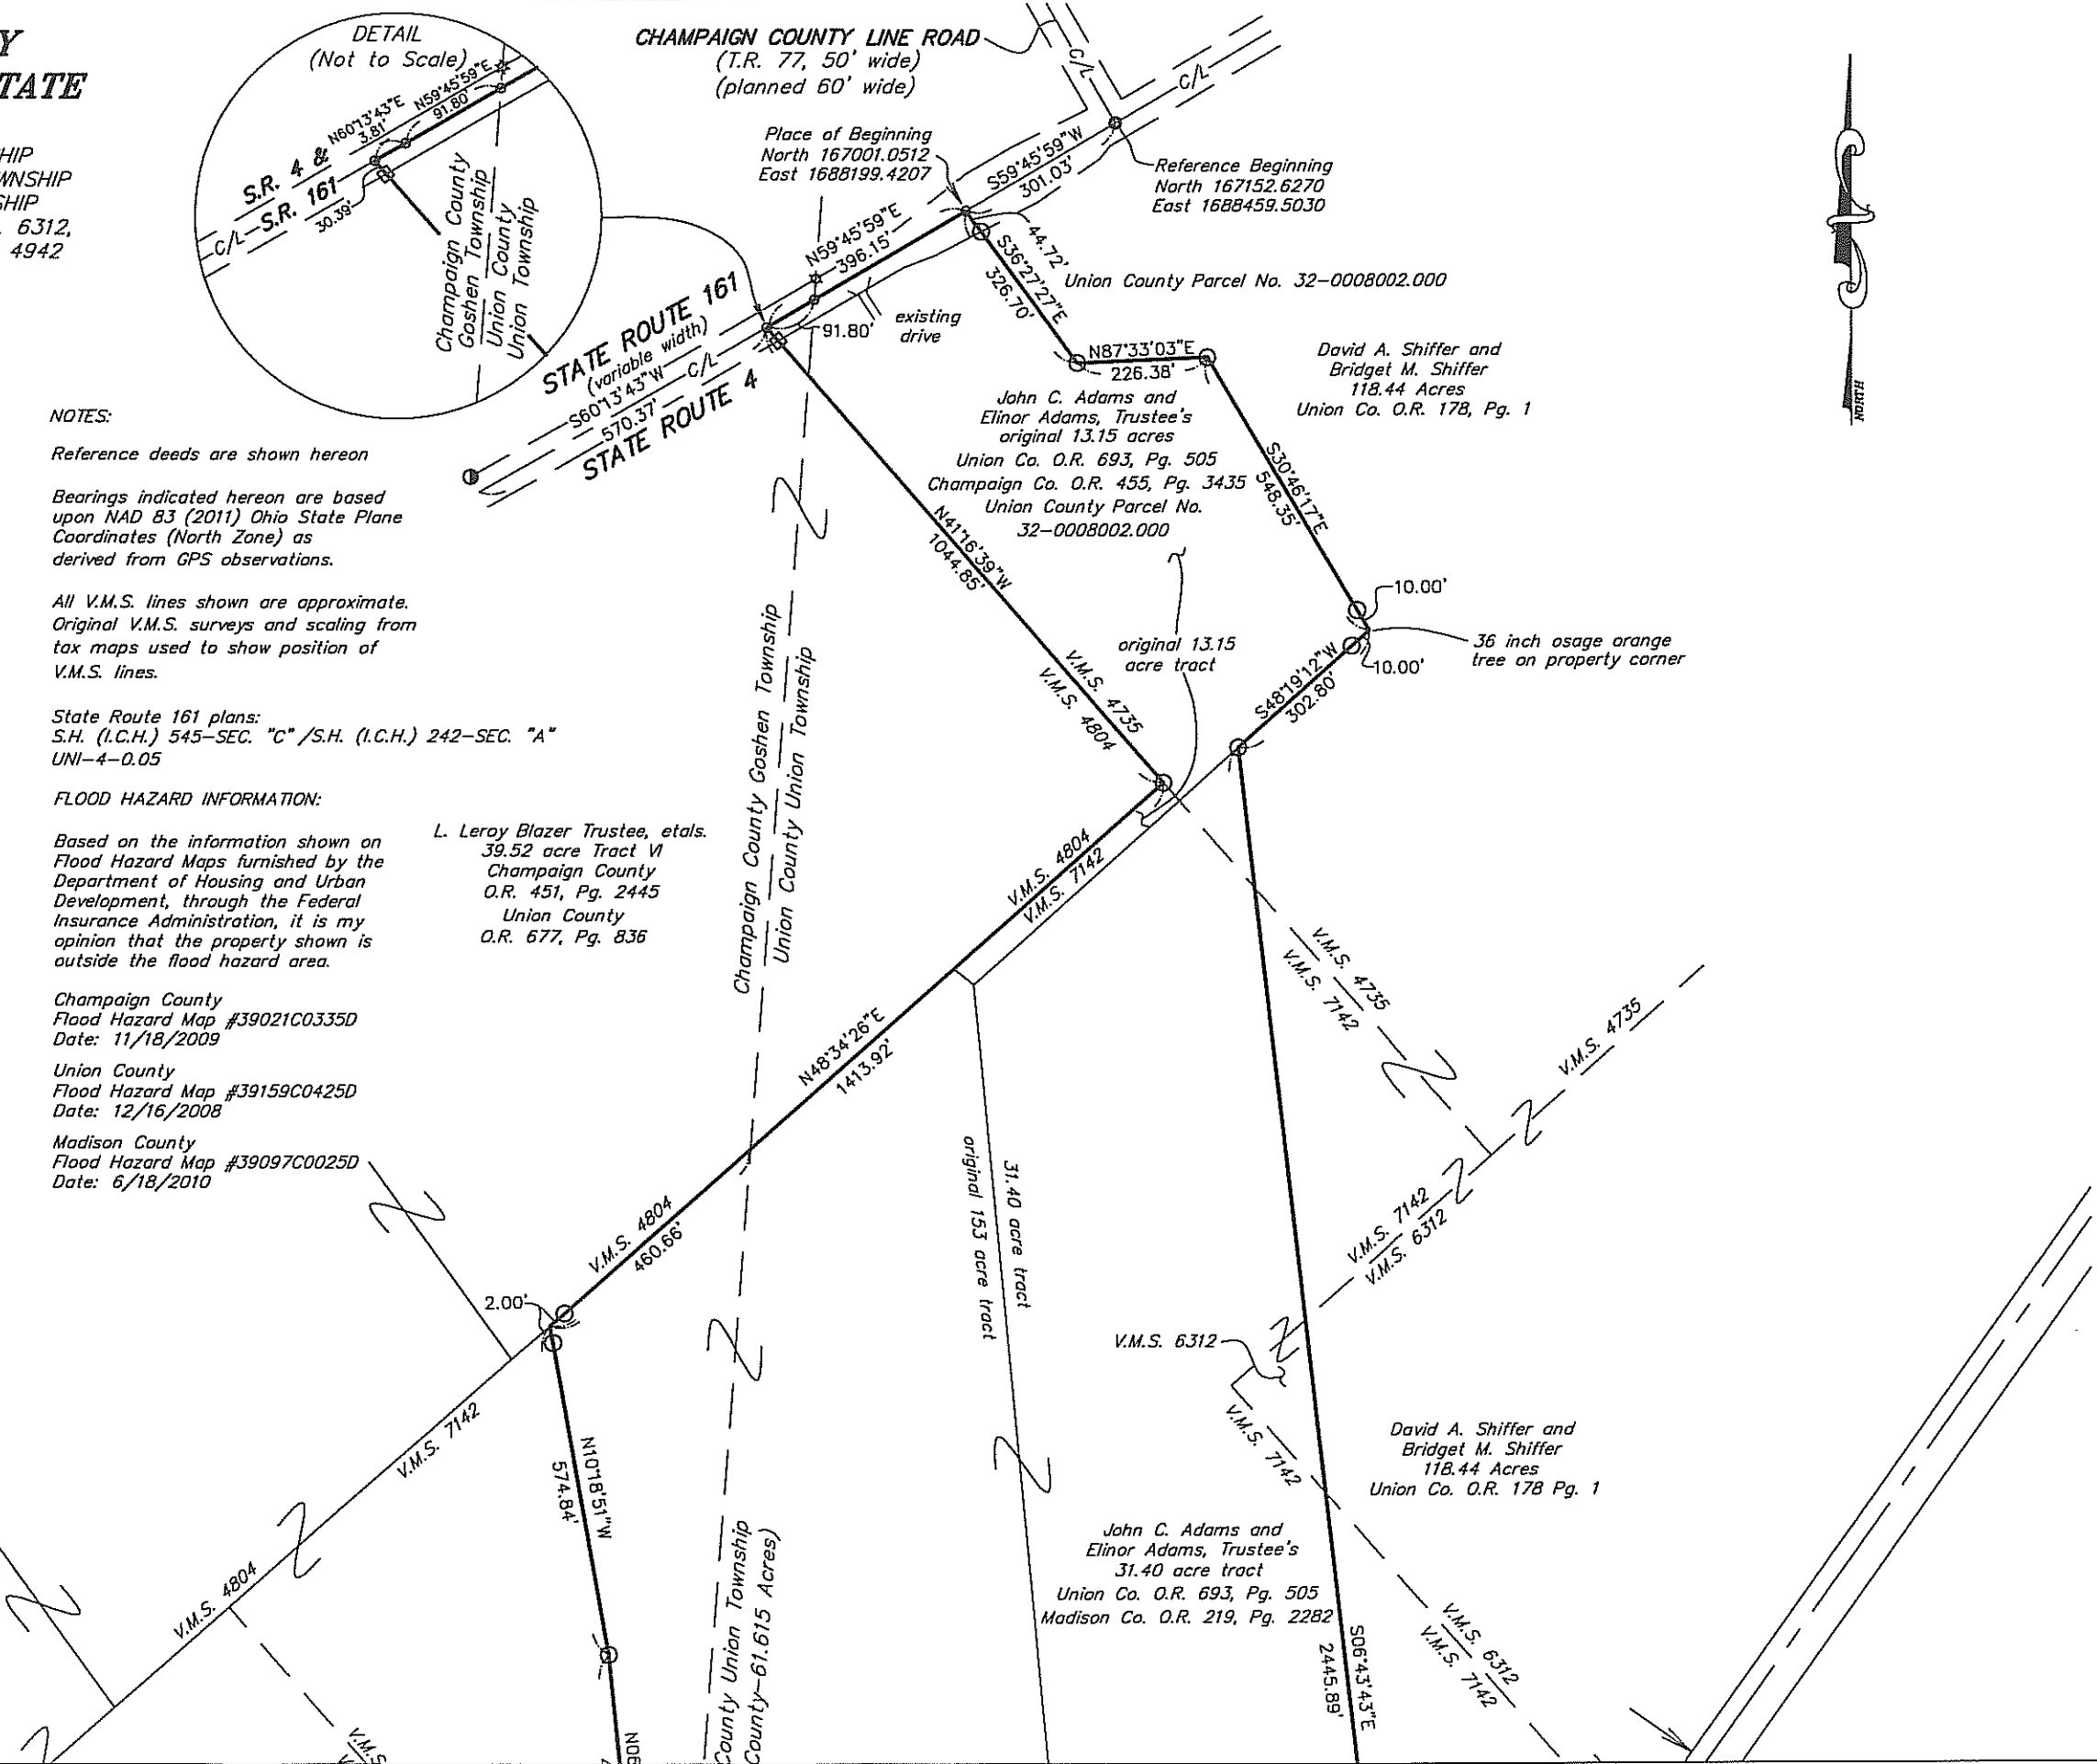 Y
TATE
HIP
WNSHIP
SHIP
. 6312,
4942
DETAIL
(Not to Scale)
N60°13'43"E
3.81'
N59°45'59"E
91.80'
S.R. 4 &
S.R. 161
C/L
30.39'
Champaign County
Goshen Township
Union County
Union Township
CHAMPAIGN COUNTY LINE ROAD
(T.R. 77, 50' wide)
(planned 60' wide)
C/L
C/L
Place of Beginning
North 167001.0512
East 1688199.4207
S59°45'59"W
301.03'
Reference Beginning
North 167152.6270
East 1688459.5030
N59°45'59"E
396.15'
44.72'
S36°27'27"E
326.70'
Union County Parcel No. 32-0008002.000
existing
drive
91.80'
STATE ROUTE 161
(variable width)
S60°13'43"W
C/L
570.37'
STATE ROUTE 4
N87°33'03"E
226.38'
David A. Shiffer and
Bridget M. Shiffer
118.44 Acres
Union Co. O.R. 178, Pg. 1
John C. Adams and
Elinor Adams, Trustee's
original 13.15 acres
Union Co. O.R. 693, Pg. 505
Champaign Co. O.R. 455, Pg. 3435
Union County Parcel No.
32-0008002.000
S30°46'17"E
548.35'
N41°16'39"W
1044.85'
10.00'
36 inch osage orange
tree on property corner
10.00'
original 13.15
acre tract
S48°19'12"W
302.80'
V.M.S. 4735
V.M.S. 4804
NOTES:
Reference deeds are shown hereon
Bearings indicated hereon are based
upon NAD 83 (2011) Ohio State Plane
Coordinates (North Zone) as
derived from GPS observations.
All V.M.S. lines shown are approximate.
Original V.M.S. surveys and scaling from
tax maps used to show position of
V.M.S. lines.
State Route 161 plans:
S.H. (I.C.H.) 545-SEC. "C"/S.H. (I.C.H.) 242-SEC. "A"
UNI-4-0.05
FLOOD HAZARD INFORMATION:
Based on the information shown on
Flood Hazard Maps furnished by the
Department of Housing and Urban
Development, through the Federal
Insurance Administration, it is my
opinion that the property shown is
outside the flood hazard area.
Champaign County
Flood Hazard Map #39021C0335D
Date: 11/18/2009
Union County
Flood Hazard Map #39159C0425D
Date: 12/16/2008
Madison County
Flood Hazard Map #39097C0025D
Date: 6/18/2010
L. Leroy Blazer Trustee, etals.
39.52 acre Tract VI
Champaign County
O.R. 451, Pg. 2445
Union County
O.R. 677, Pg. 836
Champaign County Goshen Township
Union County Union Township
V.M.S. 4804
V.M.S. 7142
N48°34'26"E
1413.92'
V.M.S. 4735
V.M.S. 7142
V.M.S. 4735
V.M.S. 7142
V.M.S. 6312
V.M.S. 4804
460.66'
2.00'
31.40 acre tract
original 153 acre tract
V.M.S. 6312
V.M.S. 7142
V.M.S. 7142
V.M.S. 4804
N10°18'51"W
574.84'
David A. Shiffer and
Bridget M. Shiffer
118.44 Acres
Union Co. O.R. 178 Pg. 1
John C. Adams and
Elinor Adams, Trustee's
31.40 acre tract
Union Co. O.R. 693, Pg. 505
Madison Co. O.R. 219, Pg. 2282
S06°43'43"E
2445.89'
V.M.S. 6312
V.M.S. 7142
County Union Township
County-61.615 Acres)
V.M.S.
N06